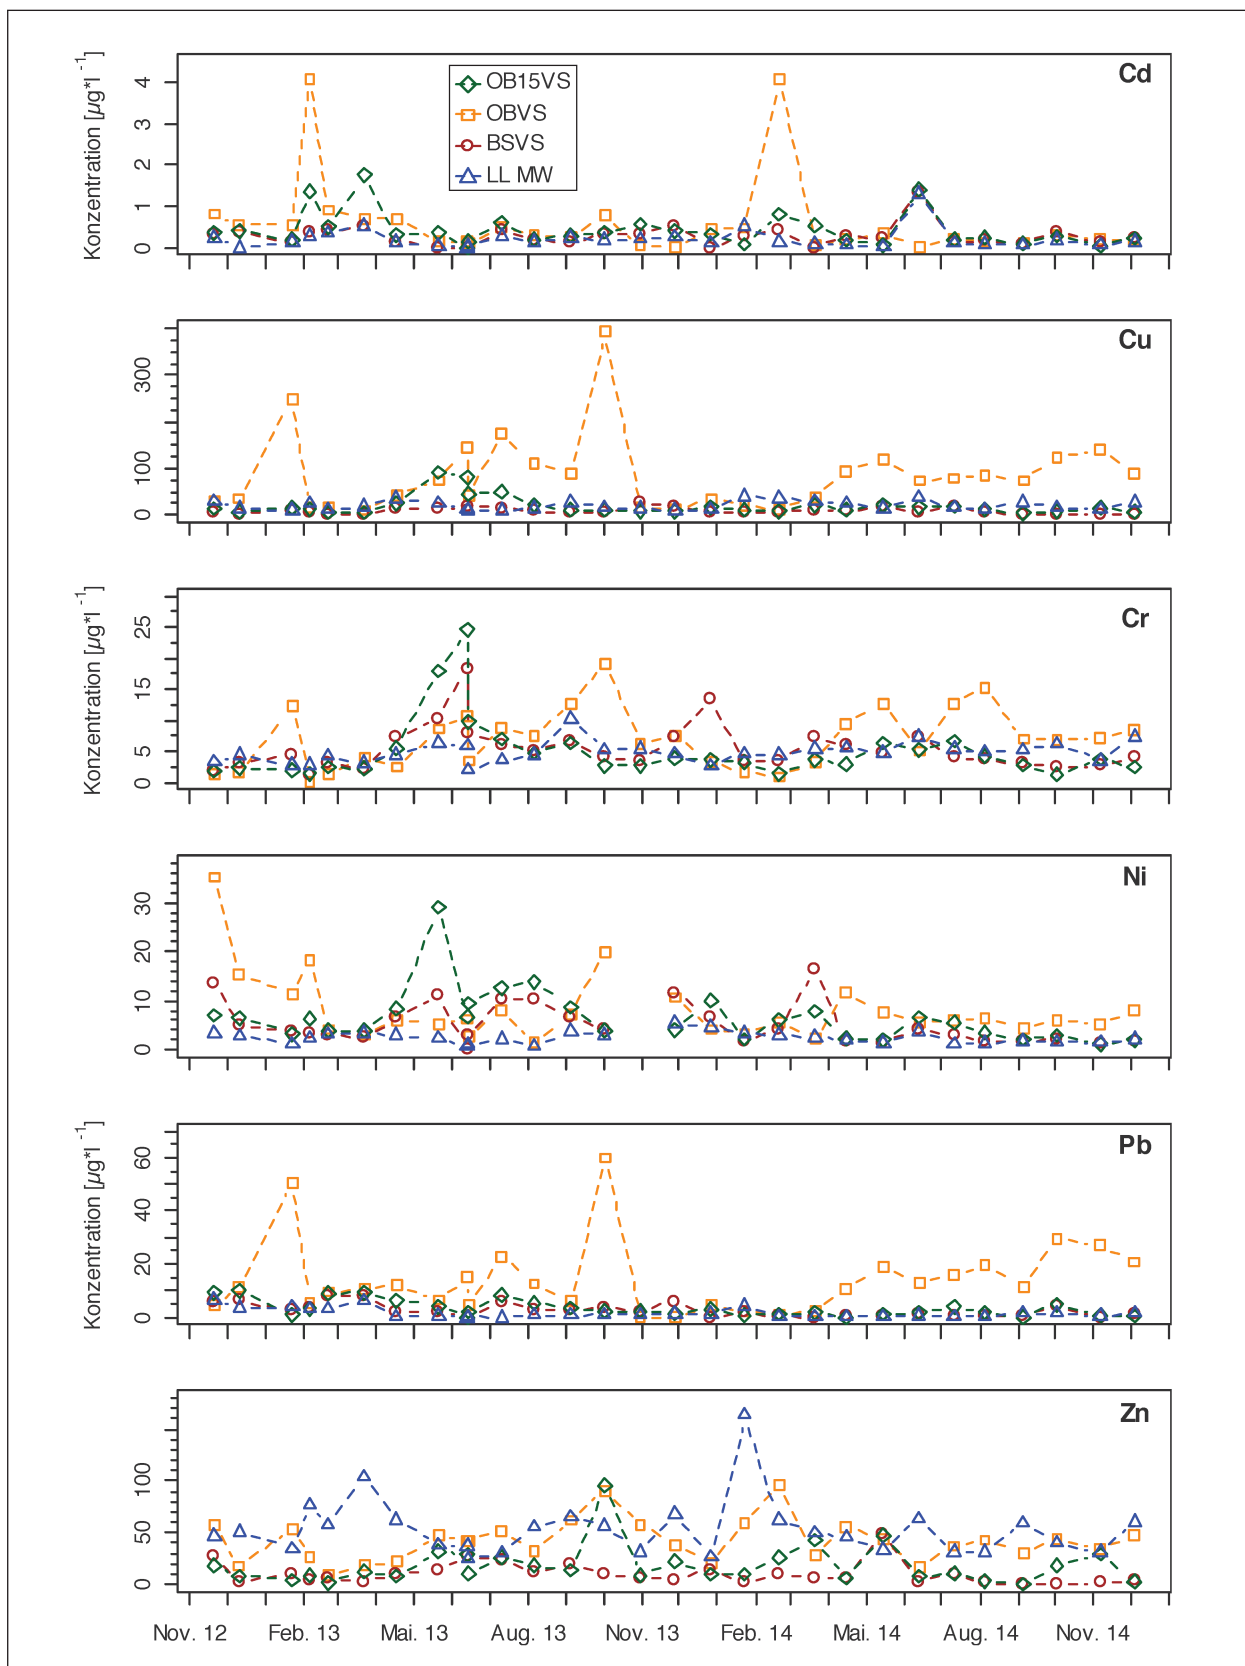 Cd
Konzentration [µg*l -1]
0 1 2 3 4
OB15VS
OBVS
BSVS
LL MW
Cu
0 100 300
Cr
Konzentration [µg*l -1]
0 5 15 25
Ni
0 10 20 30
Pb
Konzentration [µg*l -1]
0 20 40 60
Zn
0 50 100
Nov. 12 Feb. 13 Mai. 13 Aug. 13 Nov. 13 Feb. 14 Mai. 14 Aug. 14 Nov. 14